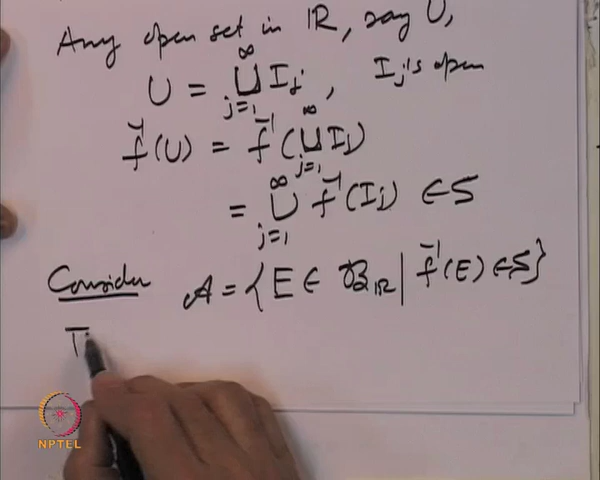 Any open set in ℝ, say U,
U = ⊔_{j=1}^{∞} I_j, I_j's open
f⁻¹(U) = f⁻¹(⊔_{j=1}^{∞} I_j)
= ⋃_{j=1}^{∞} f⁻¹(I_j) ∈ S
Consider 𝒜 = {E ∈ ℬ_ℝ | f⁻¹(E) ∈ S}
NPTEL